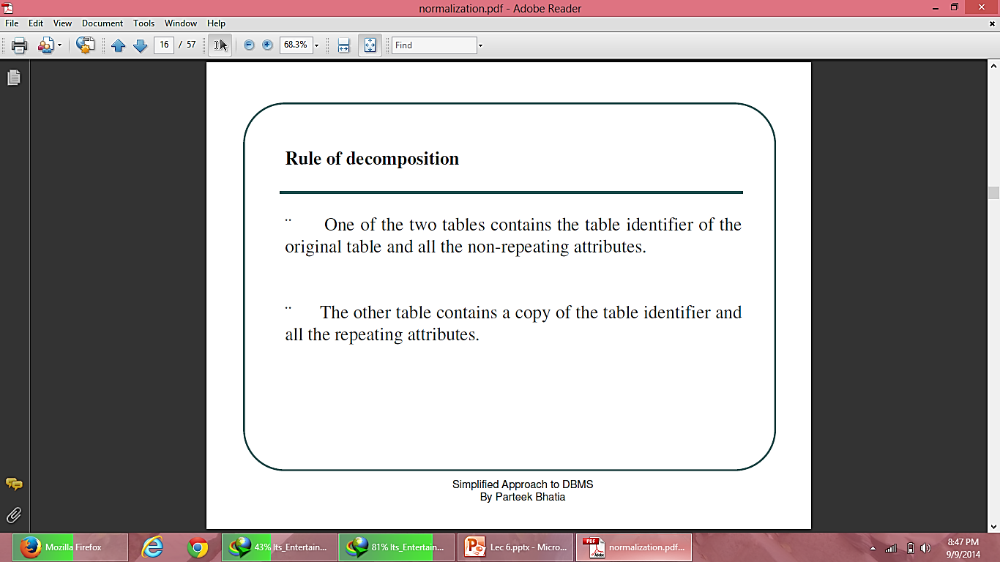 normalization.pdf - Adobe Reader
File Edit View Document Tools Window Help
16 / 57 68.3% Find
Rule of decomposition
¨ One of the two tables contains the table identifier of the
original table and all the non-repeating attributes.
¨ The other table contains a copy of the table identifier and
all the repeating attributes.
Simplified Approach to DBMS
By Parteek Bhatia
Mozilla Firefox 43% Its_Entertain... 81% Its_Entertain... Lec 6.pptx - Micro... normalization.pdf...
8:47 PM
9/9/2014